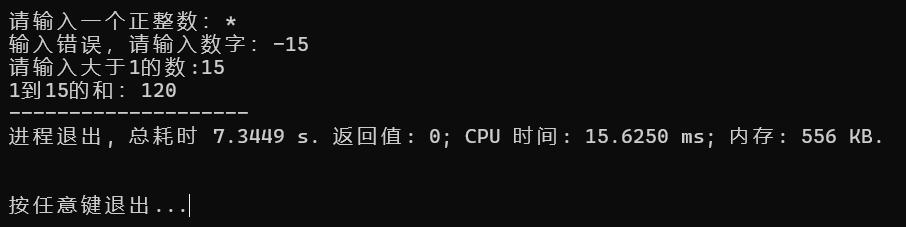 请输入一个正整数: *
输入错误, 请输入数字: -15
请输入大于1的数:15
1到15的和: 120
--------------------
进程退出, 总耗时 7.3449 s. 返回值: 0; CPU 时间: 15.6250 ms; 内存: 556 KB.
按任意键退出...